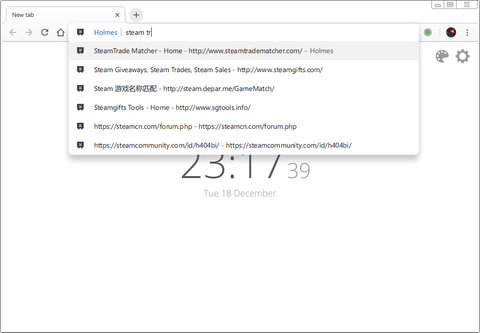 New tab
Holmes | steam tr
SteamTrade Matcher - Home - http://www.steamtradematcher.com/ - Holmes
Steam Giveaways, Steam Trades, Steam Sales - http://www.steamgifts.com/
Steam 游戏名称匹配 - http://steam.depar.me/GameMatch/
Steamgifts Tools - Home - http://www.sgtools.info/
https://steamcn.com/forum.php - https://steamcn.com/forum.php
https://steamcommunity.com/id/h404bi/ - https://steamcommunity.com/id/h404bi/
23:17 39
Tue 18 December